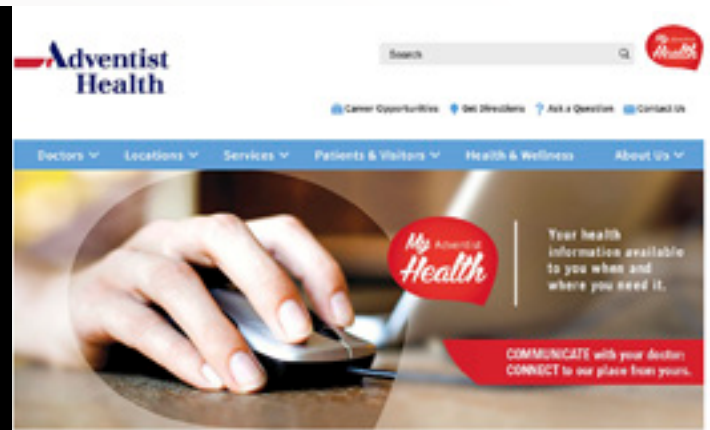 Adventist
Health
Search
My Adventist
Health
Career Opportunities Get Directions Ask a Question Contact Us
Doctors Locations Services Patients & Visitors Health & Wellness About Us
My Adventist
Health
Your health
information available
to you when and
where you need it.
COMMUNICATE with your doctor:
CONNECT to our place from yours.